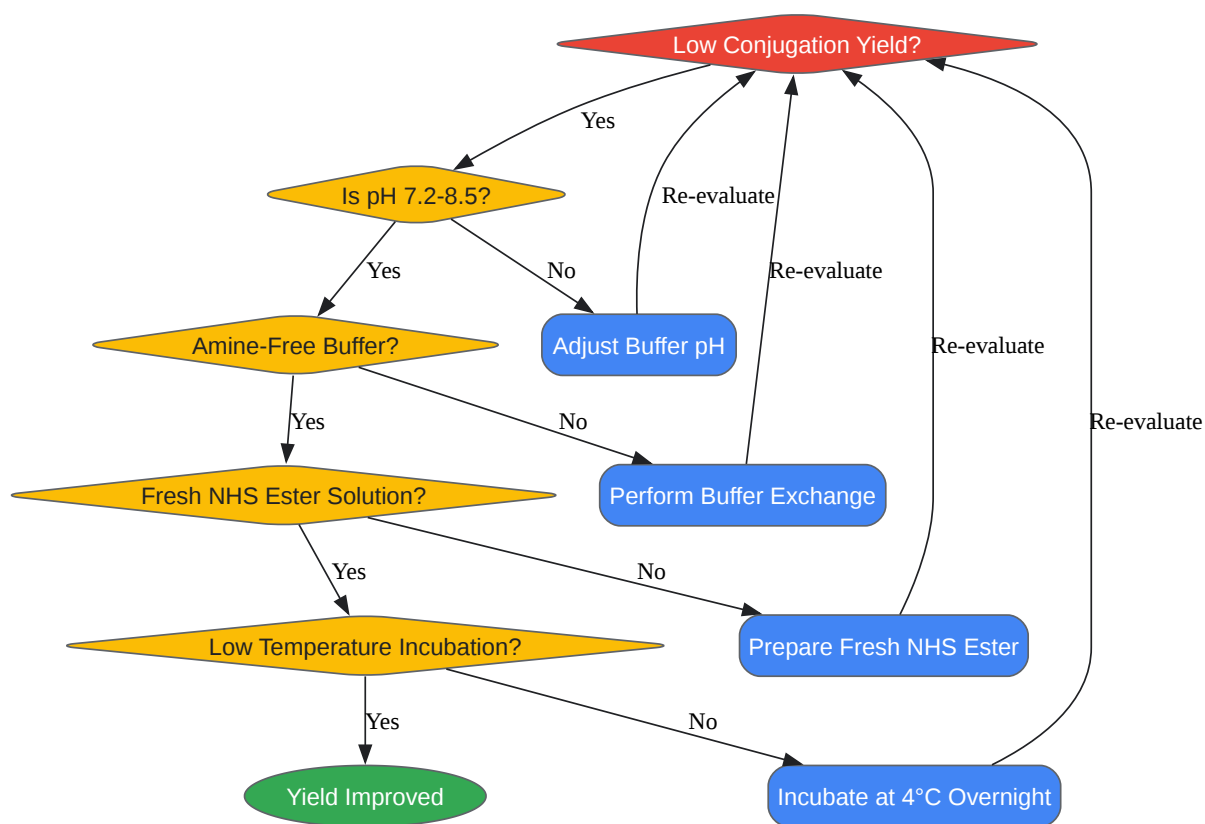 Low Conjugation Yield?
Yes
Is pH 7.2-8.5?
Re-evaluate
Yes
No
Re-evaluate
Amine-Free Buffer?
Adjust Buffer pH
Re-evaluate
Yes
No
Re-evaluate
Fresh NHS Ester Solution?
Perform Buffer Exchange
Yes
No
Low Temperature Incubation?
Prepare Fresh NHS Ester
Yes
No
Yield Improved
Incubate at 4°C Overnight